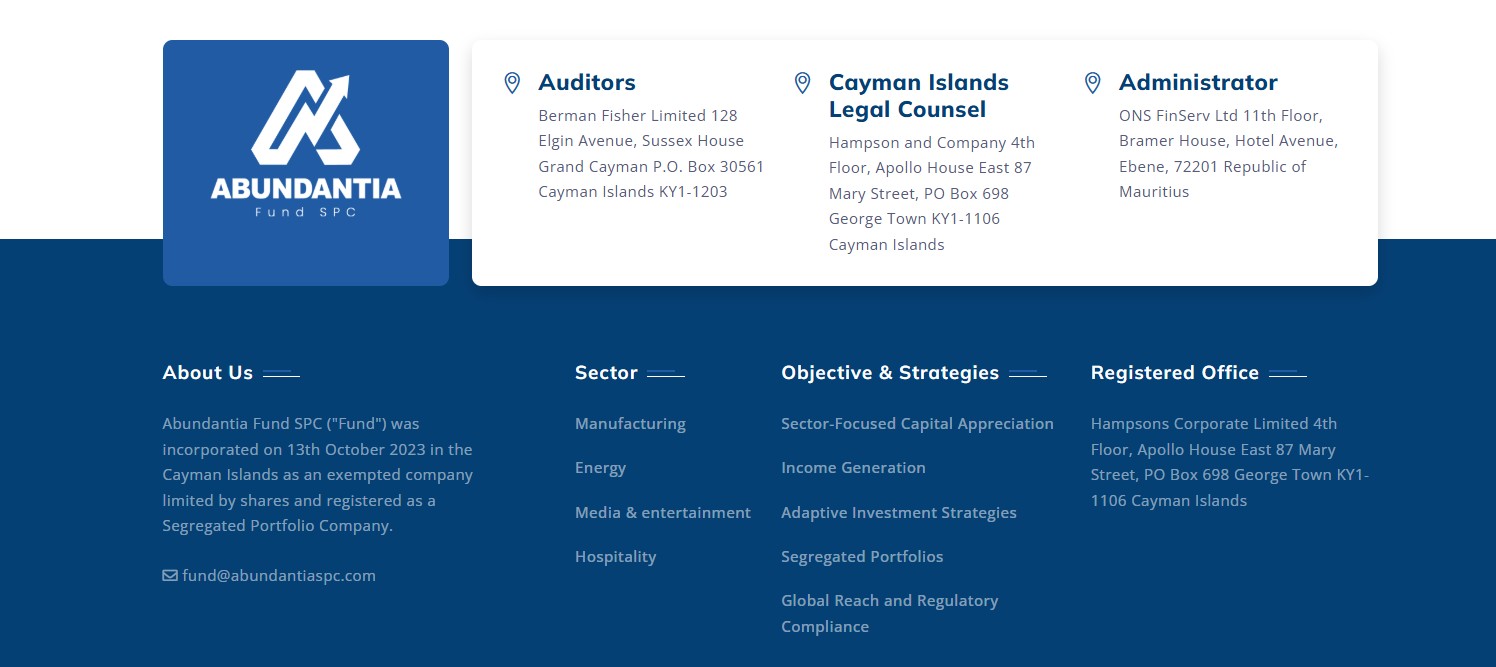 ABUNDANTIA
Fund SPC
Auditors
Berman Fisher Limited 128
Elgin Avenue, Sussex House
Grand Cayman P.O. Box 30561
Cayman Islands KY1-1203
Cayman Islands
Legal Counsel
Hampson and Company 4th
Floor, Apollo House East 87
Mary Street, PO Box 698
George Town KY1-1106
Cayman Islands
Administrator
ONS FinServ Ltd 11th Floor,
Bramer House, Hotel Avenue,
Ebene, 72201 Republic of
Mauritius
About Us
Abundantia Fund SPC ("Fund") was
incorporated on 13th October 2023 in the
Cayman Islands as an exempted company
limited by shares and registered as a
Segregated Portfolio Company.
fund@abundantiaspc.com
Sector
Manufacturing
Energy
Media & entertainment
Hospitality
Objective & Strategies
Sector-Focused Capital Appreciation
Income Generation
Adaptive Investment Strategies
Segregated Portfolios
Global Reach and Regulatory
Compliance
Registered Office
Hampsons Corporate Limited 4th
Floor, Apollo House East 87 Mary
Street, PO Box 698 George Town KY1-
1106 Cayman Islands